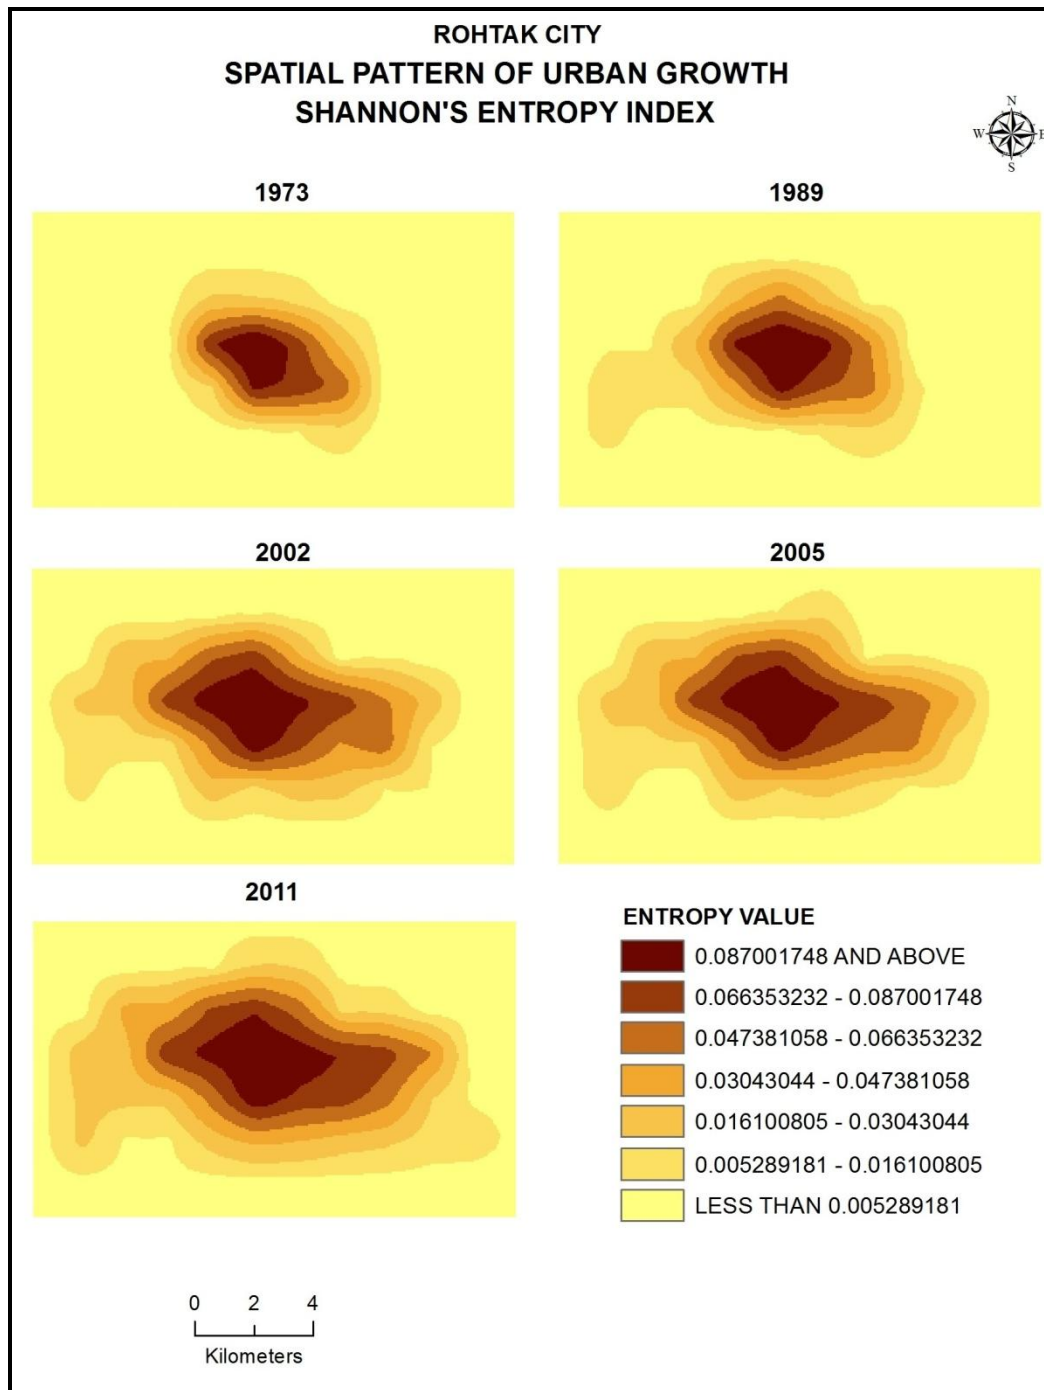 ROHTAK CITY
SPATIAL PATTERN OF URBAN GROWTH
SHANNON'S ENTROPY INDEX
N
W E
S
1973 1989
2002 2005
2011
ENTROPY VALUE
0.087001748 AND ABOVE
0.066353232 - 0.087001748
0.047381058 - 0.066353232
0.03043044 - 0.047381058
0.016100805 - 0.03043044
0.005289181 - 0.016100805
LESS THAN 0.005289181
0 2 4
Kilometers